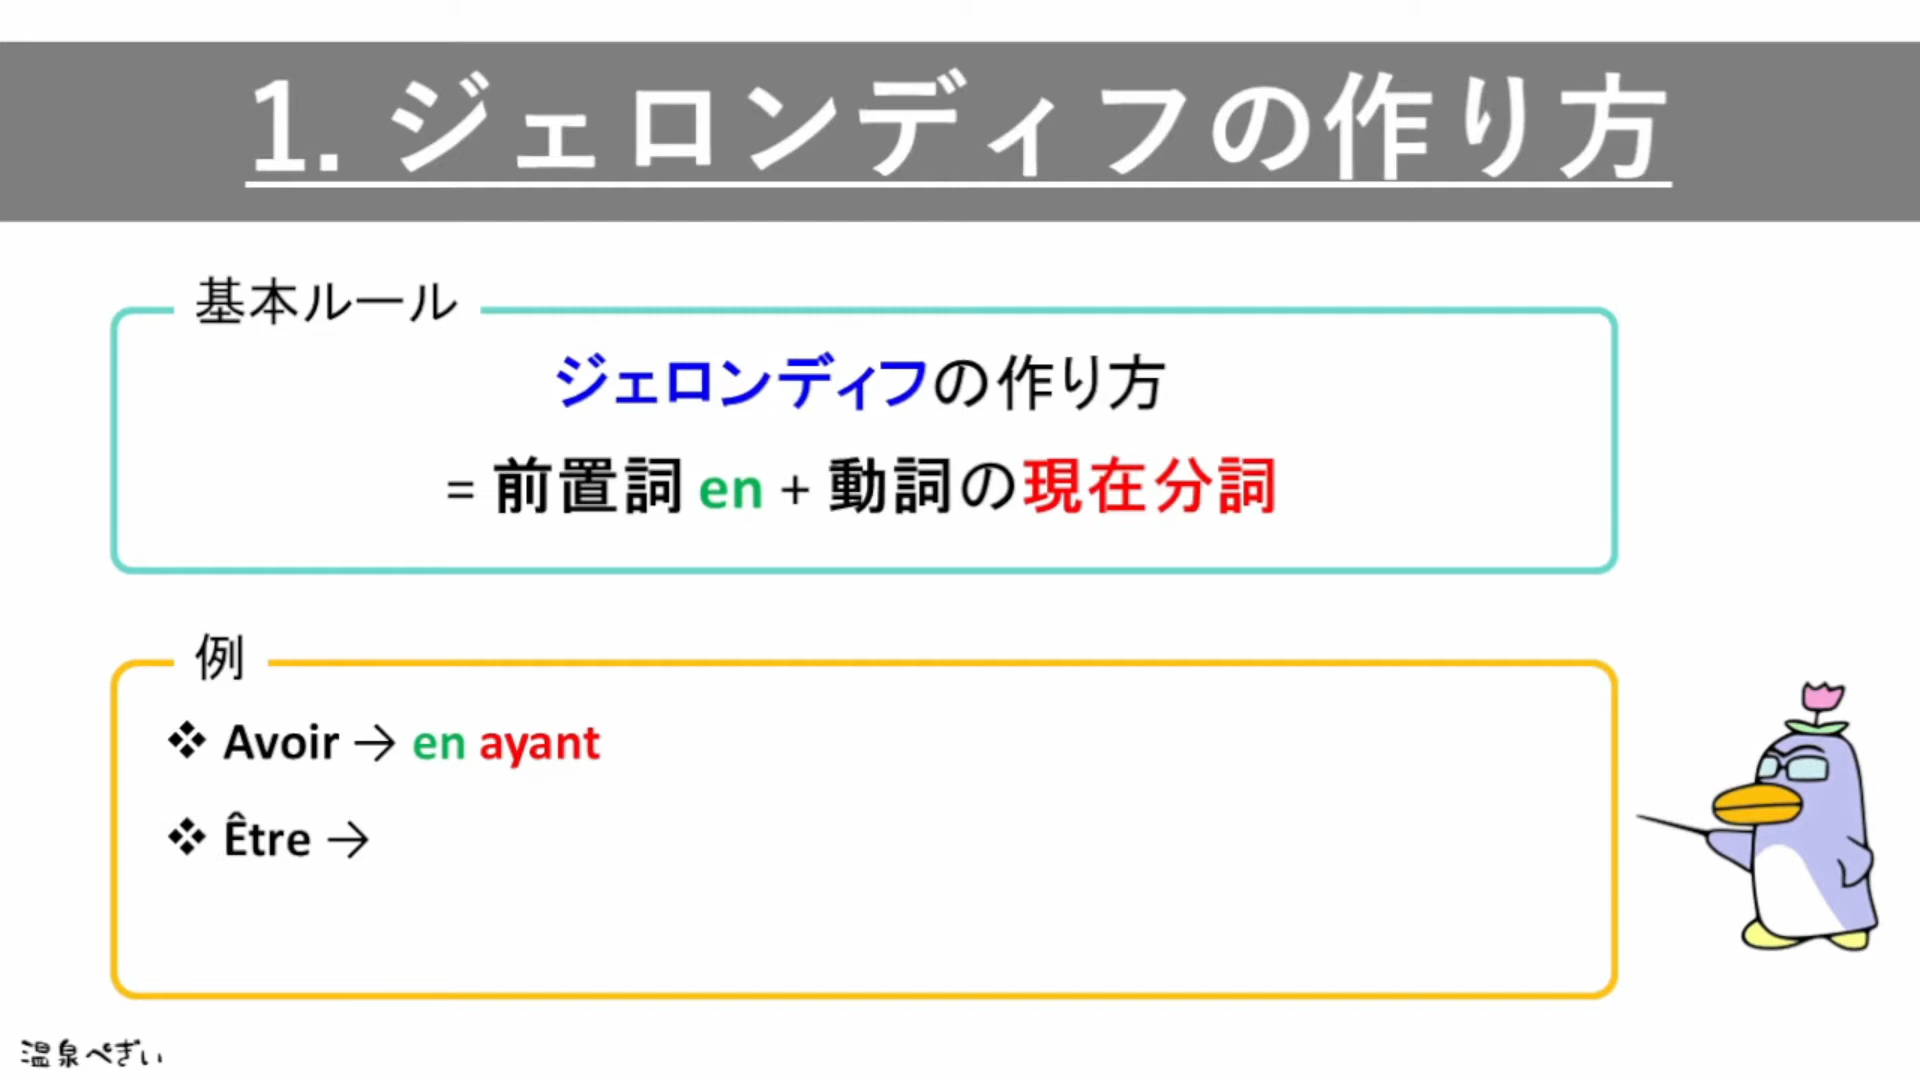 1. ジェロンディフの作り方
基本ルール
ジェロンディフの作り方
= 前置詞 en + 動詞の現在分詞
例
❖ Avoir → en ayant
❖ Être →
温泉ぺぎい